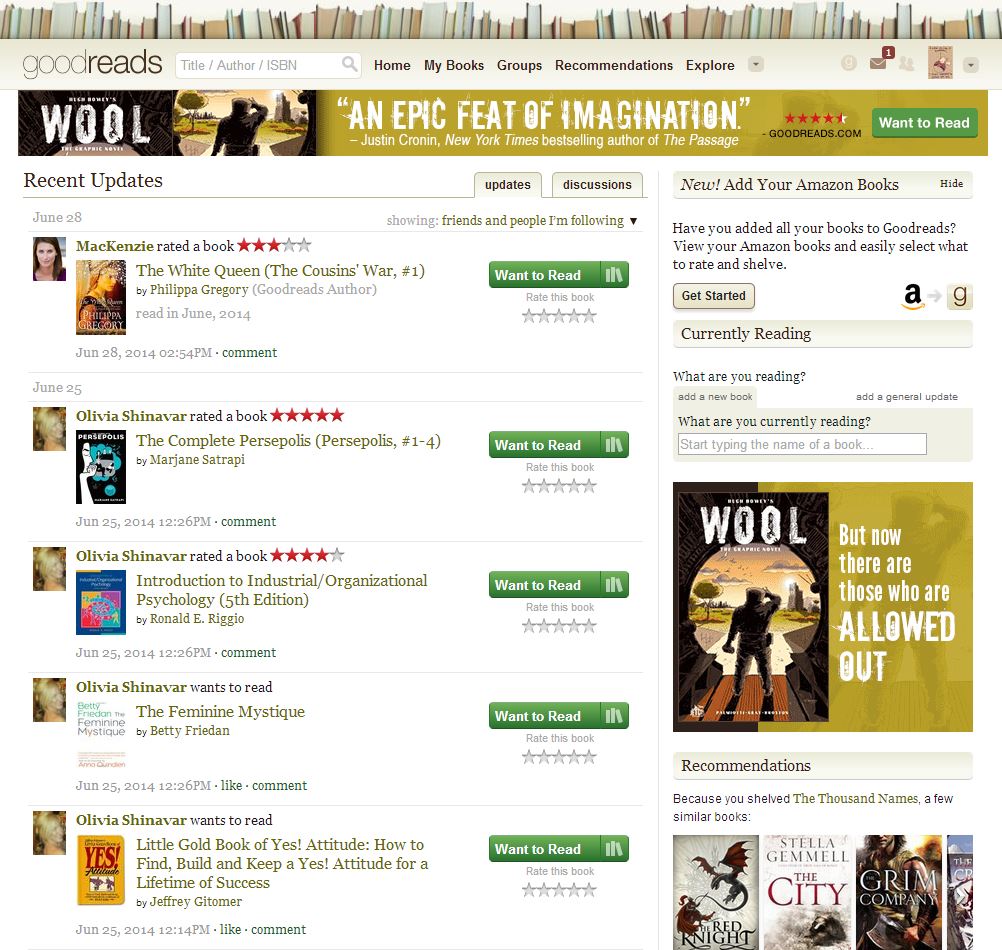 goodreads
Title / Author / ISBN
Home My Books Groups Recommendations Explore
1
HUGH HOWEY'S
WOOL
THE GRAPHIC NOVEL
"AN EPIC FEAT OF IMAGINATION."
– Justin Cronin, New York Times bestselling author of The Passage
- GOODREADS.COM
Want to Read
Recent Updates
updates
discussions
June 28
showing: friends and people I'm following ▼
MacKenzie rated a book
The White Queen (The Cousins' War, #1)
by Philippa Gregory (Goodreads Author)
read in June, 2014
PHILIPPA
GREGORY
Want to Read
Rate this book
Jun 28, 2014 02:54PM · comment
June 25
Olivia Shinavar rated a book
PERSEPOLIS
The Complete Persepolis (Persepolis, #1-4)
by Marjane Satrapi
Want to Read
Rate this book
Jun 25, 2014 12:26PM · comment
Olivia Shinavar rated a book
Introduction to Industrial/Organizational
Psychology (5th Edition)
by Ronald E. Riggio
Want to Read
Rate this book
Jun 25, 2014 12:26PM · comment
Olivia Shinavar wants to read
Betty
Friedan The
Feminine
Mystique
The Feminine Mystique
by Betty Friedan
Want to Read
Rate this book
Jun 25, 2014 12:26PM · like · comment
Olivia Shinavar wants to read
YES!
Attitude
Little Gold Book of Yes! Attitude: How to
Find, Build and Keep a Yes! Attitude for a
Lifetime of Success
by Jeffrey Gitomer
Want to Read
Rate this book
Jun 25, 2014 12:14PM · like · comment
New! Add Your Amazon Books
Hide
Have you added all your books to Goodreads?
View your Amazon books and easily select what
to rate and shelve.
Get Started
a g
Currently Reading
What are you reading?
add a new book
add a general update
What are you currently reading?
Start typing the name of a book...
HUGH HOWEY'S
WOOL
THE GRAPHIC NOVEL
PALMIOTTI·GRAY·BROXTON
But now
there are
those who are
ALLOWED
OUT
Recommendations
Because you shelved The Thousand Names, a few
similar books:
THE RED
KNIGHT
STELLA
GEMMELL
THE
CITY
THE
GRIM
COMPANY